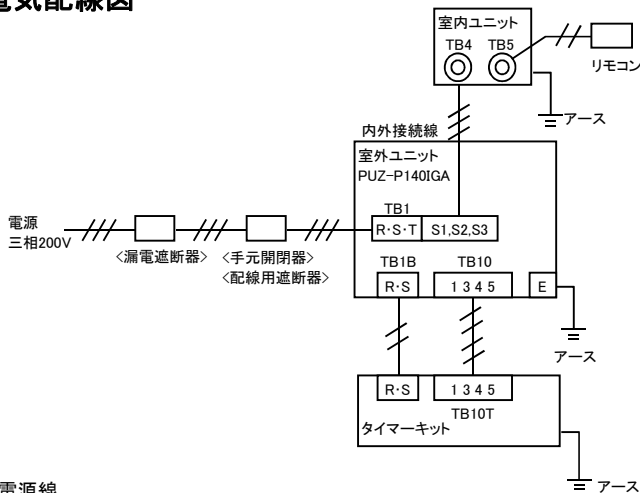 電気配線図
室内ユニット
TB4 TB5
リモコン
アース
内外接続線
室外ユニット
PUZ-P140IGA
TB1
R・S・T S1,S2,S3
電源
三相200V
<漏電遮断器>
<手元開閉器>
<配線用遮断器>
TB1B TB10
R・S 1 3 4 5 E
アース
R・S 1 3 4 5
TB10T
タイマーキット
アース
電源線